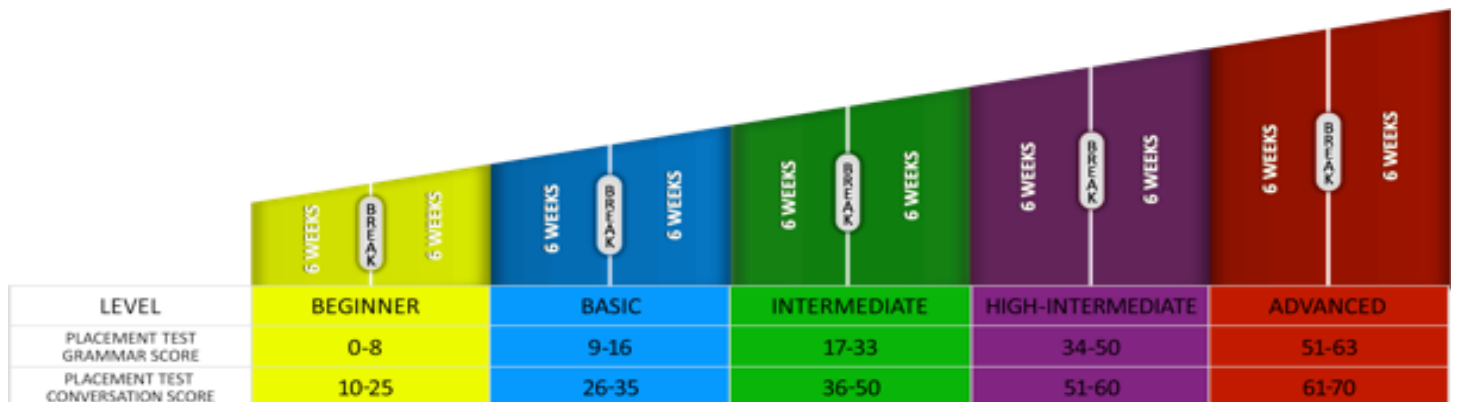 6 WEEKS BREAK 6 WEEKS 6 WEEKS BREAK 6 WEEKS 6 WEEKS BREAK 6 WEEKS 6 WEEKS BREAK 6 WEEKS 6 WEEKS BREAK 6 WEEKS
LEVEL BEGINNER BASIC INTERMEDIATE HIGH-INTERMEDIATE ADVANCED
PLACEMENT TEST
GRAMMAR SCORE 0-8 9-16 17-33 34-50 51-63
PLACEMENT TEST
CONVERSATION SCORE 10-25 26-35 36-50 51-60 61-70